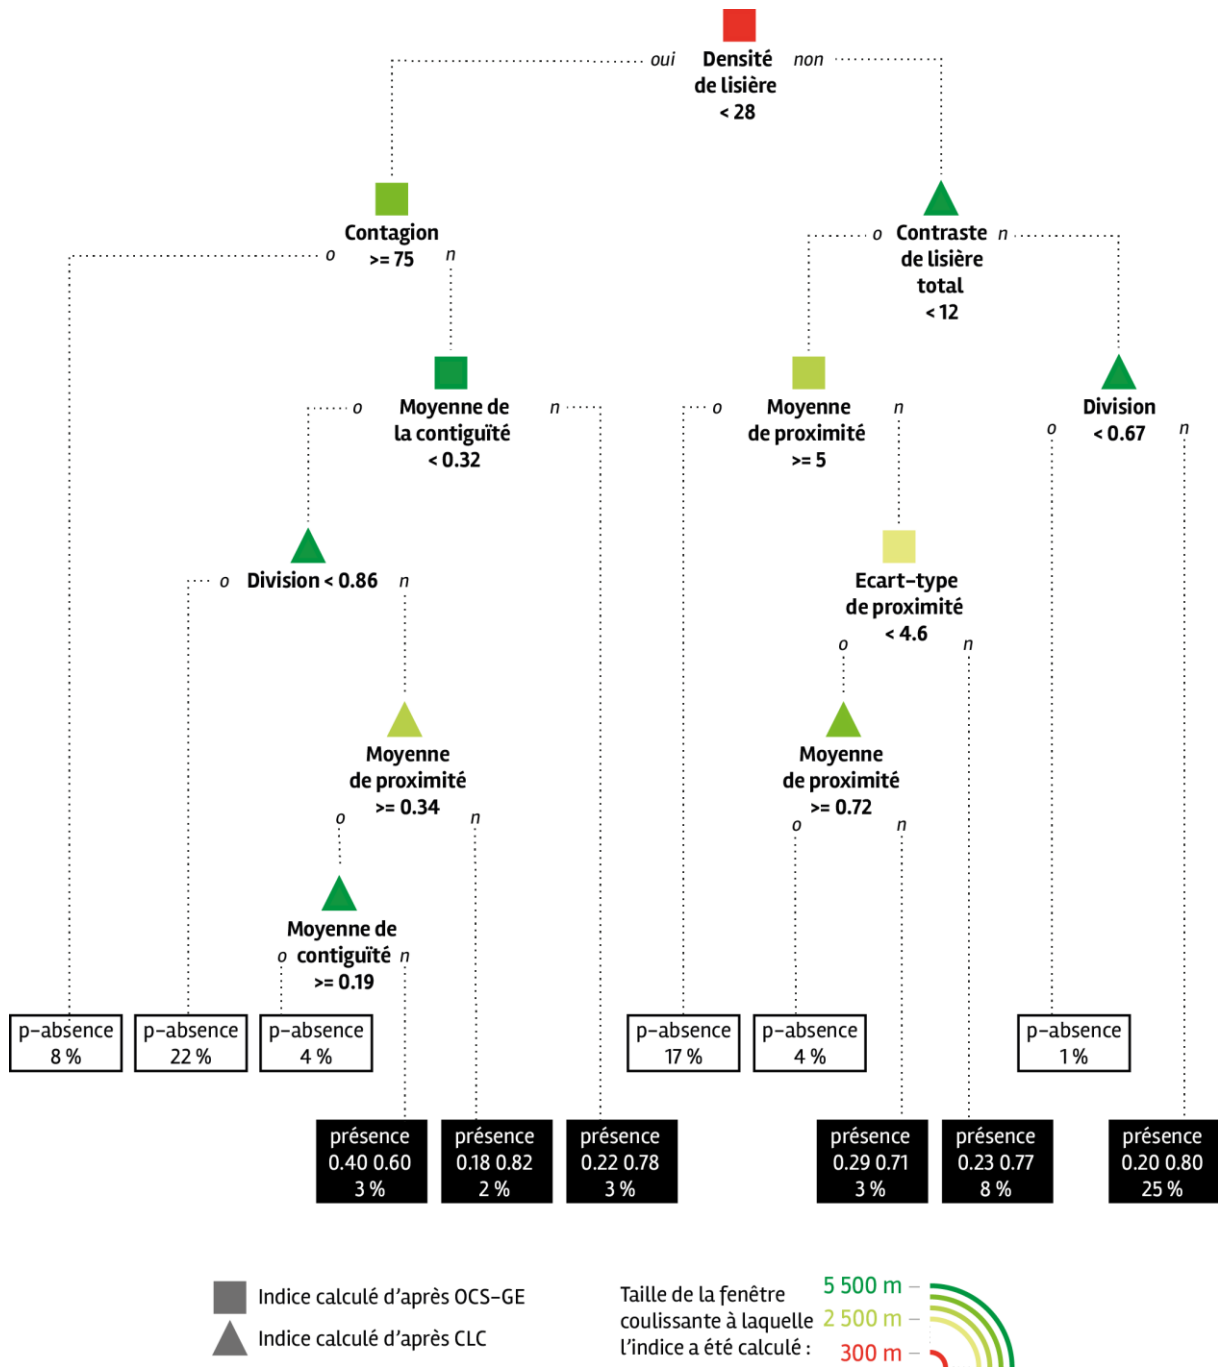 oui
Densité
de lisière
< 28
non
Contagion
>= 75
o
n
Contraste
de lisière
total
< 12
o
n
Moyenne de
la contiguïté
< 0.32
o
n
Moyenne
de proximité
>= 5
o
n
Division
< 0.67
o
n
Division < 0.86
o
n
Ecart-type
de proximité
< 4.6
o
n
Moyenne
de proximité
>= 0.34
o
n
Moyenne
de proximité
>= 0.72
o
n
Moyenne de
contiguïté
>= 0.19
o
n
p-absence
8 %
p-absence
22 %
p-absence
4 %
p-absence
17 %
p-absence
4 %
p-absence
1 %
présence
0.40 0.60
3 %
présence
0.18 0.82
2 %
présence
0.22 0.78
3 %
présence
0.29 0.71
3 %
présence
0.23 0.77
8 %
présence
0.20 0.80
25 %
Indice calculé d'après OCS-GE
Indice calculé d'après CLC
Taille de la fenêtre
coulissante à laquelle
l'indice a été calculé :
5 500 m
2 500 m
300 m